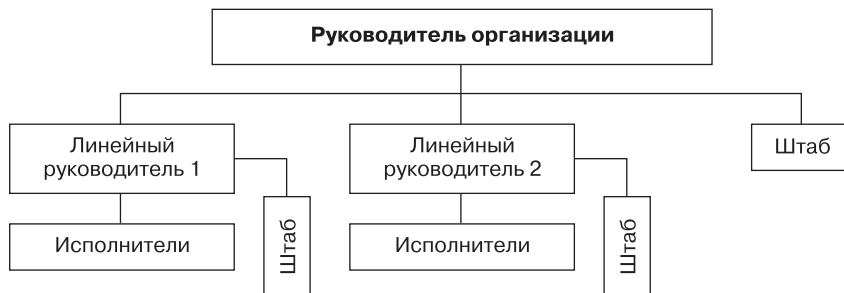 Руководитель организации
Линейный
руководитель 1
Линейный
руководитель 2
Штаб
Исполнители
Штаб
Исполнители
Штаб